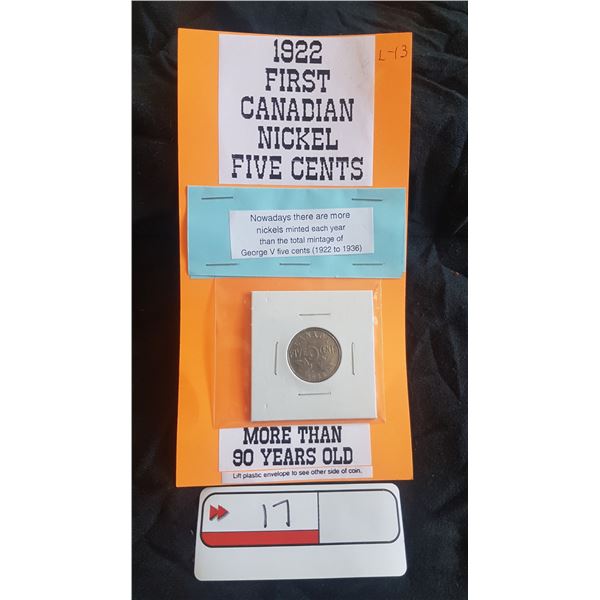 1922
FIRST
CANADIAN
NICKEL
FIVE CENTS
L-13
Nowadays there are more
nickels minted each year
than the total mintage of
George V five cents (1922 to 1936)
CANADA
MORE THAN
90 YEARS OLD
Lift plastic envelope to see other side of coin.
17